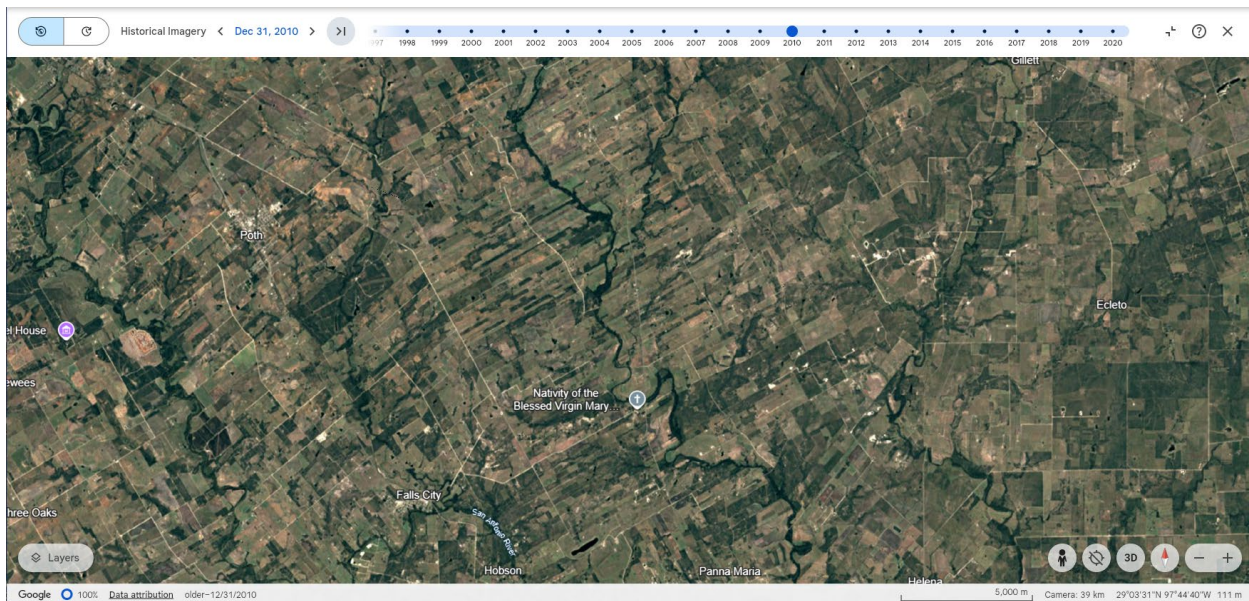 Historical Imagery
Dec 31, 2010
1998 1999 2000 2001 2002 2003 2004 2005 2006 2007 2008 2009 2010 2011 2012 2013 2014 2015 2016 2017 2018 2019 2020
Gillett
Poth
Ecleto
el House
ewees
Nativity of the
Blessed Virgin Mary...
Falls City
San Antonio River
hree Oaks
Layers
3D
Hobson
Panna Maria
Helena
Google 100% Data attribution older–12/31/2010 5,000 m Camera: 39 km 29°03'31"N 97°44'40"W 111 m